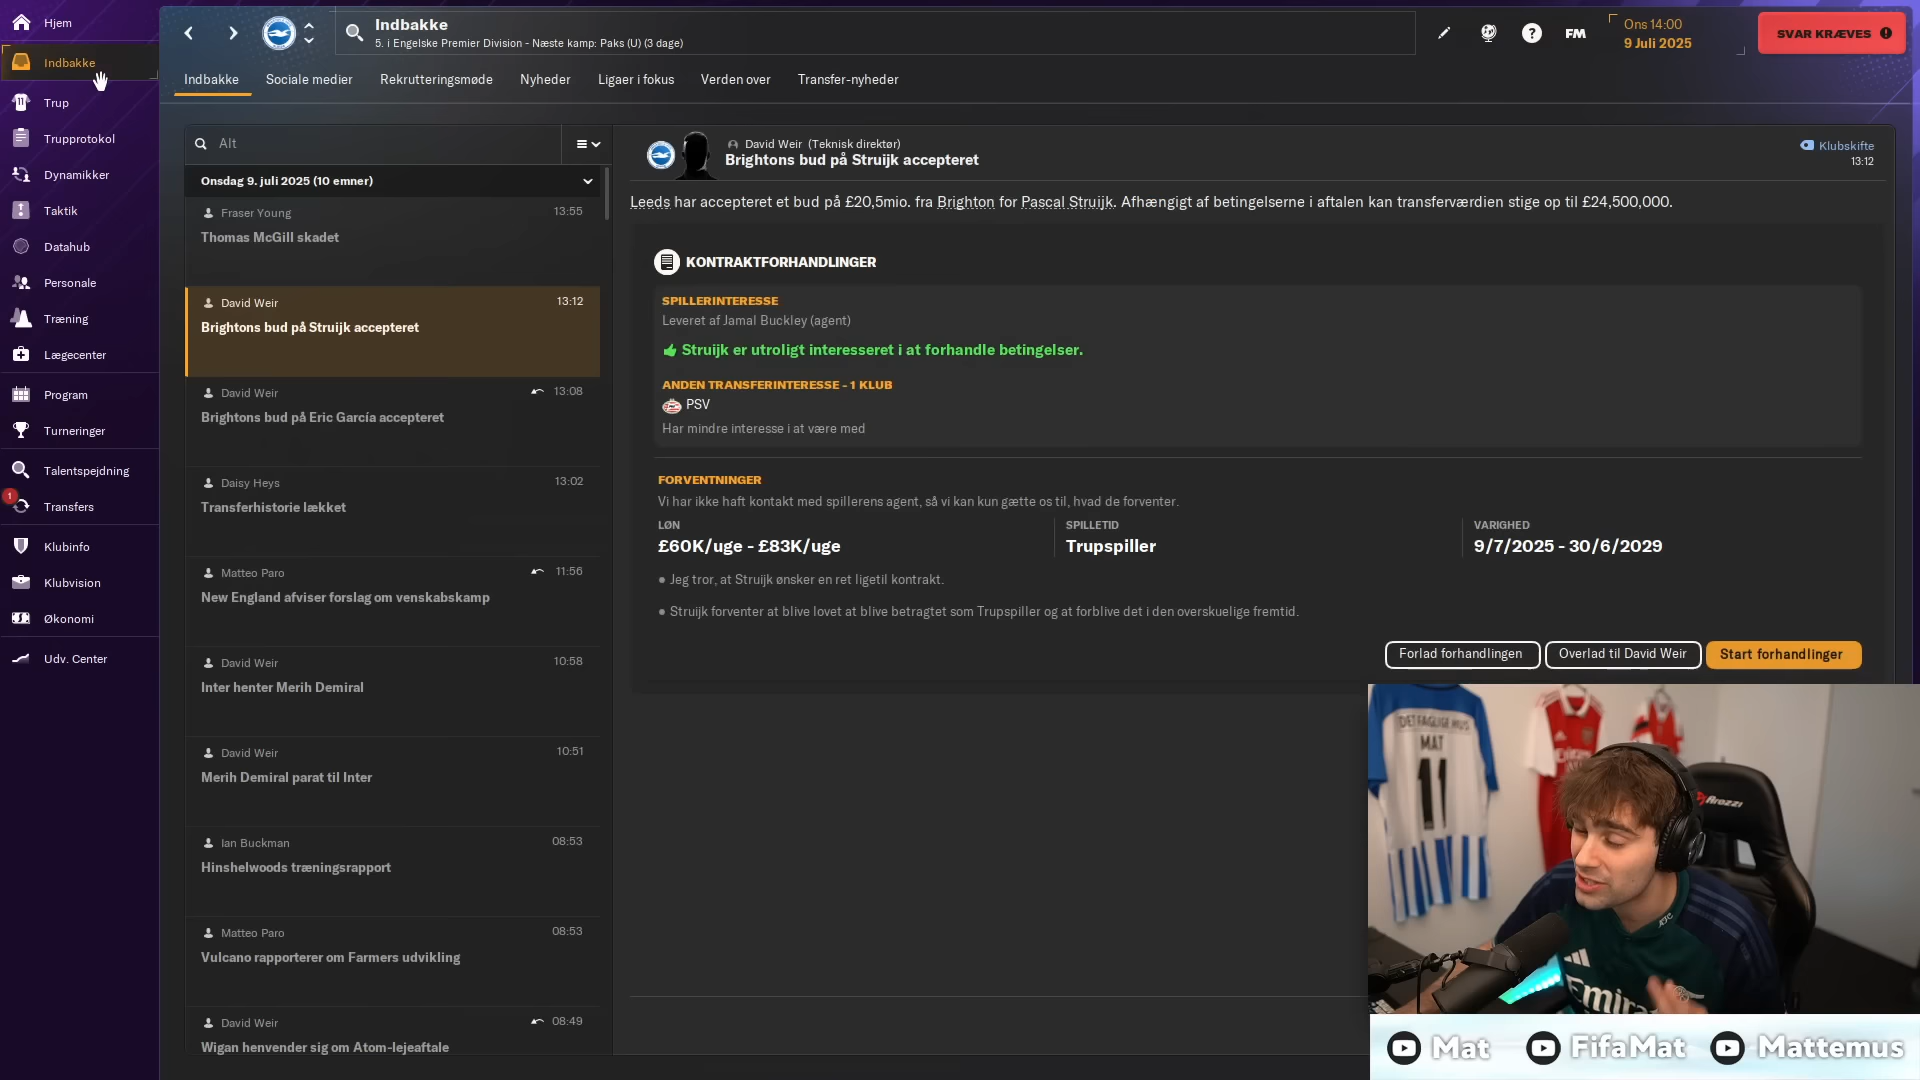 Hjem
Indbakke
Trup
Trupprotokol
Dynamikker
Taktik
Datahub
Personale
Træning
Lægecenter
Program
Turneringer
Talentspejdning
1
Transfers
Klubinfo
Klubvision
Økonomi
Udv. Center
Indbakke
5. i Engelske Premier Division - Næste kamp: Paks (U) (3 dage)
FM
Ons 14:00
9 Juli 2025
SVAR KRÆVES
Indbakke
Sociale medier
Rekrutteringsmøde
Nyheder
Ligaer i fokus
Verden over
Transfer-nyheder
Alt
Onsdag 9. juli 2025 (10 emner)
Fraser Young 13:55
Thomas McGill skadet
David Weir 13:12
Brightons bud på Struijk accepteret
David Weir 13:08
Brightons bud på Eric García accepteret
Daisy Heys 13:02
Transferhistorie lækket
Matteo Paro 11:56
New England afviser forslag om venskabskamp
David Weir 10:58
Inter henter Merih Demiral
David Weir 10:51
Merih Demiral parat til Inter
Ian Buckman 08:53
Hinshelwoods træningsrapport
Matteo Paro 08:53
Vulcano rapporterer om Farmers udvikling
David Weir 08:49
Wigan henvender sig om Atom-lejeaftale
David Weir (Teknisk direktør)
Brightons bud på Struijk accepteret
Klubskifte
13:12
Leeds har accepteret et bud på £20,5mio. fra Brighton for Pascal Struijk. Afhængigt af betingelserne i aftalen kan transferværdien stige op til £24,500,000.
KONTRAKTFORHANDLINGER
SPILLERINTERESSE
Leveret af Jamal Buckley (agent)
Struijk er utroligt interesseret i at forhandle betingelser.
ANDEN TRANSFERINTERESSE - 1 KLUB
PSV
Har mindre interesse i at være med
FORVENTNINGER
Vi har ikke haft kontakt med spillerens agent, så vi kan kun gætte os til, hvad de forventer.
LØN
£60K/uge - £83K/uge
SPILLETID
Trupspiller
VARIGHED
9/7/2025 - 30/6/2029
Jeg tror, at Struijk ønsker en ret ligetil kontrakt.
Struijk forventer at blive lovet at blive betragtet som Trupspiller og at forblive det i den overskuelige fremtid.
Forlad forhandlingen
Overlad til David Weir
Start forhandlinger
DET FAGLIGE HUS
MAT
11
Arozzi
Mat
FifaMat
Mattemus